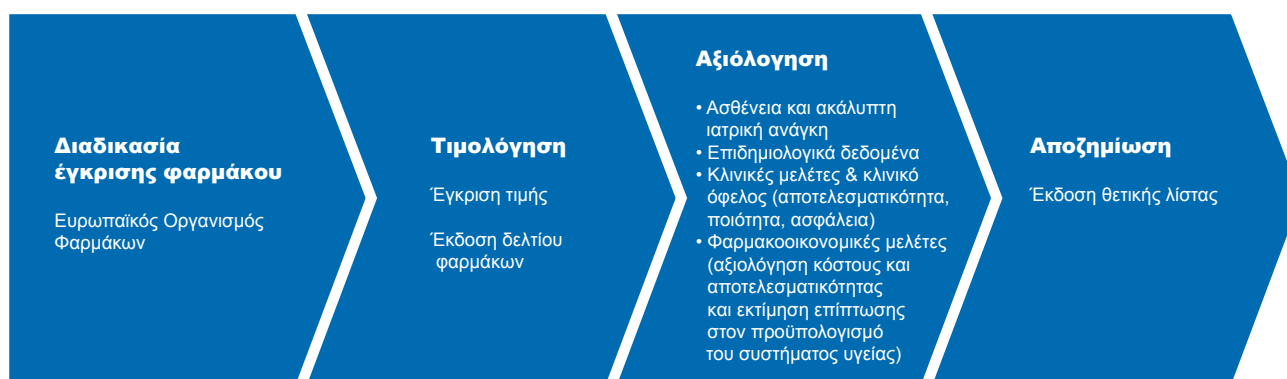 Διαδικασία
έγκρισης φαρμάκου
Ευρωπαϊκός Οργανισμός
Φαρμάκων
Τιμολόγηση
Έγκριση τιμής
Έκδοση δελτίου
φαρμάκων
Αξιόλογηση
• Ασθένεια και ακάλυπτη
ιατρική ανάγκη
• Επιδημιολογικά δεδομένα
• Κλινικές μελέτες & κλινικό
όφελος (αποτελεσματικότητα,
ποιότητα, ασφάλεια)
• Φαρμακοοικονομικές μελέτες
(αξιολόγηση κόστους και
αποτελεσματικότητας
και εκτίμηση επίπτωσης
στον προϋπολογισμό
του συστήματος υγείας)
Αποζημίωση
Έκδοση θετικής λίστας